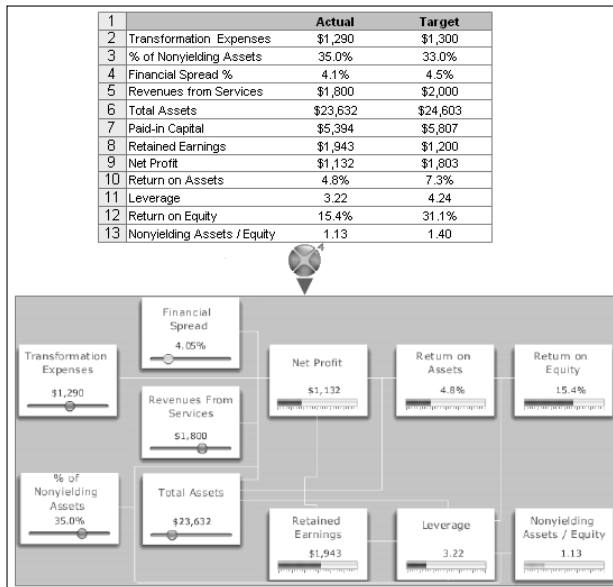 1 Actual Target
2 Transformation Expenses $1,290 $1,300
3 % of Nonyielding Assets 35.0% 33.0%
4 Financial Spread % 4.1% 4.5%
5 Revenues from Services $1,800 $2,000
6 Total Assets $23,632 $24,603
7 Paid-in Capital $5,394 $5,807
8 Retained Earnings $1,943 $1,200
9 Net Profit $1,132 $1,803
10 Return on Assets 4.8% 7.3%
11 Leverage 3.22 4.24
12 Return on Equity 15.4% 31.1%
13 Nonyielding Assets / Equity 1.13 1.40
4
Financial
Spread
4.05%
Transformation
Expenses
$1,290
Revenues From
Services
$1,800
Net Profit
$1,132
Return on
Assets
4.8%
Return on
Equity
15.4%
% of
Nonyielding
Assets
35.0%
Total Assets
$23,632
Retained
Earnings
$1,943
Leverage
3.22
Nonyielding
Assets / Equity
1.13